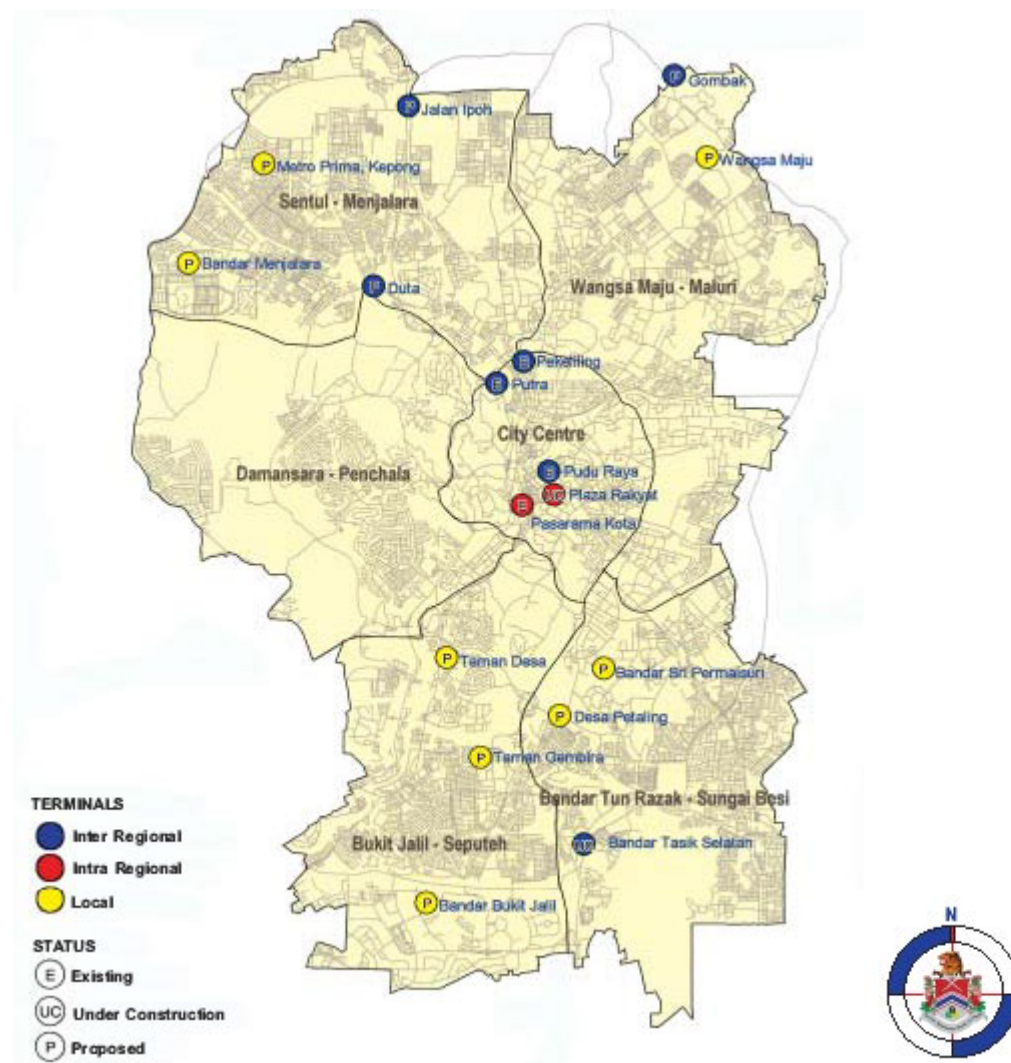 P Gombak
P Jalan Ipoh
P Wangsa Maju
P Metro Prima, Kepong
Sentul - Menjalara
P Bandar Menjalara
P Duta
Wangsa Maju - Maluri
E Pekeliling
E Putra
City Centre
Damansara - Penchala
E Pudu Raya
UC Plaza Rakyat
E Pasarama Kota
P Taman Desa
P Bandar Sri Permaisuri
P Desa Petaling
P Taman Gembira
Bandar Tun Razak - Sungai Besi
Bukit Jalil - Seputeh
UC Bandar Tasik Selatan
P Bandar Bukit Jalil
TERMINALS
Inter Regional
Intra Regional
Local
STATUS
E Existing
UC Under Construction
P Proposed
N